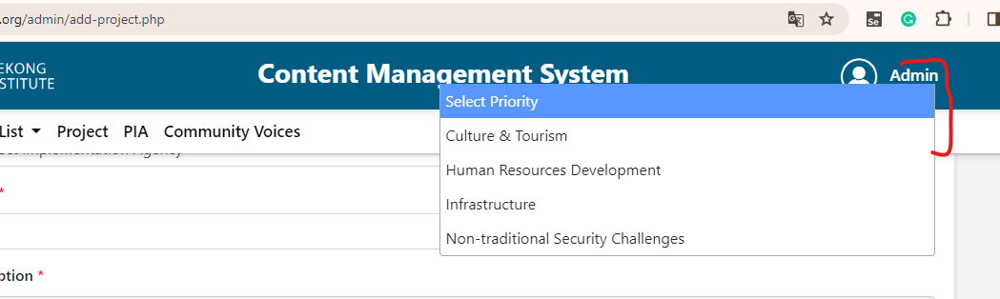 .org/admin/add-project.php
EKONG
STITUTE
Content Management System
Admin
Select Priority
List
Project
PIA
Community Voices
Culture & Tourism
Human Resources Development
*
Infrastructure
Non-traditional Security Challenges
ption *